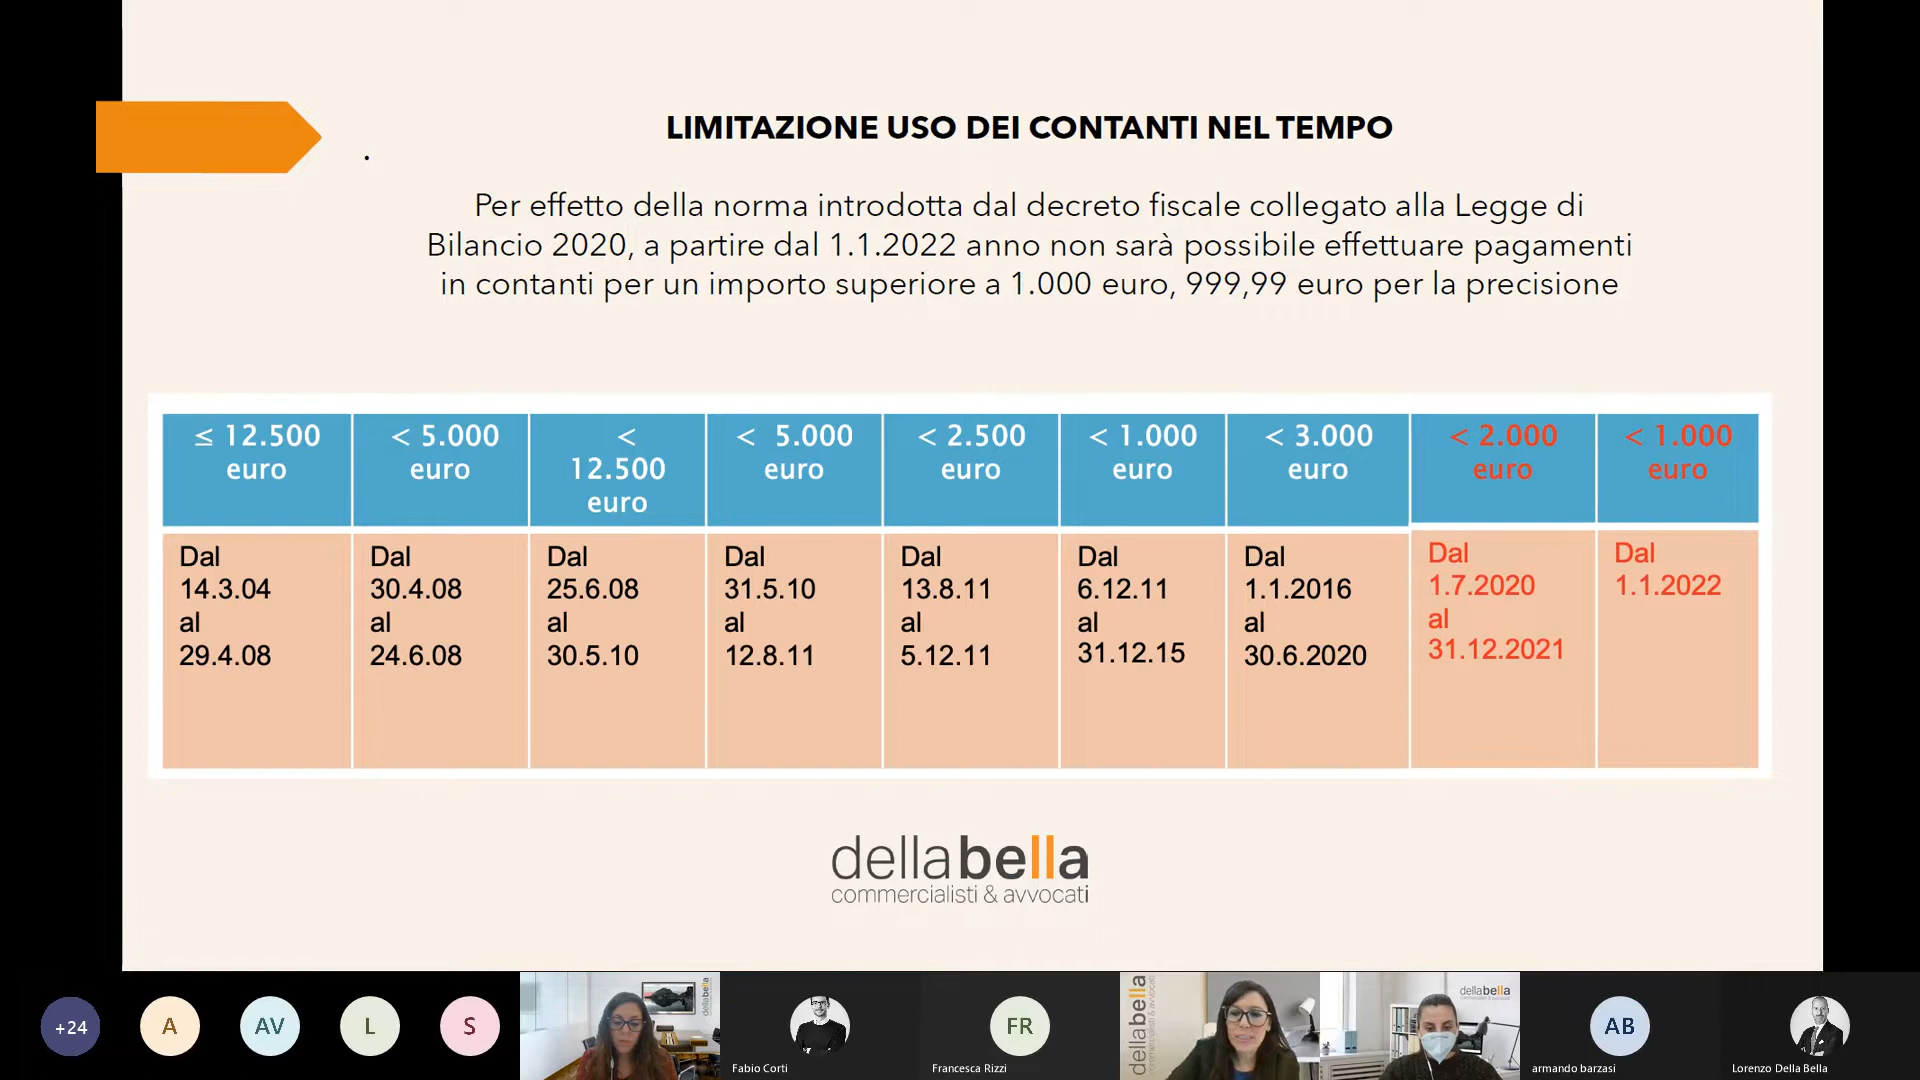 LIMITAZIONE USO DEI CONTANTI NEL TEMPO
.
Per effetto della norma introdotta dal decreto fiscale collegato alla Legge di
Bilancio 2020, a partire dal 1.1.2022 anno non sarà possibile effettuare pagamenti
in contanti per un importo superiore a 1.000 euro, 999,99 euro per la precisione
≤ 12.500
euro
< 5.000
euro
<
12.500
euro
< 5.000
euro
< 2.500
euro
< 1.000
euro
< 3.000
euro
< 2.000
euro
< 1.000
euro
Dal
14.3.04
al
29.4.08
Dal
30.4.08
al
24.6.08
Dal
25.6.08
al
30.5.10
Dal
31.5.10
al
12.8.11
Dal
13.8.11
al
5.12.11
Dal
6.12.11
al
31.12.15
Dal
1.1.2016
al
30.6.2020
Dal
1.7.2020
al
31.12.2021
Dal
1.1.2022
dellabella
commercialisti & avvocati
+24
A
AV
L
S
dellabella
Fabio Corti
FR
Francesca Rizzi
dellabella
commercialisti & avvocati
dellabella
commercialisti & avvocati
AB
armando barzasi
Lorenzo Della Bella